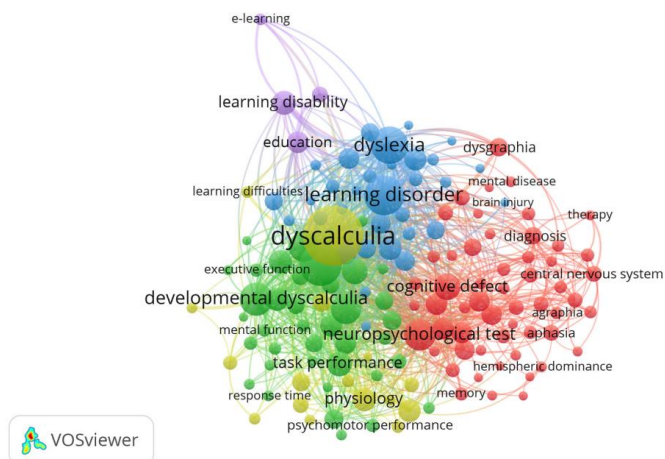 e-learning
learning disability
education
dyslexia
dysgraphia
learning difficulties
learning disorder
mental disease
brain injury
therapy
dyscalculia
diagnosis
executive function
central nervous system
cognitive defect
developmental dyscalculia
agraphia
mental function
neuropsychological test
aphasia
task performance
hemispheric dominance
response time
physiology
memory
psychomotor performance
VOSviewer